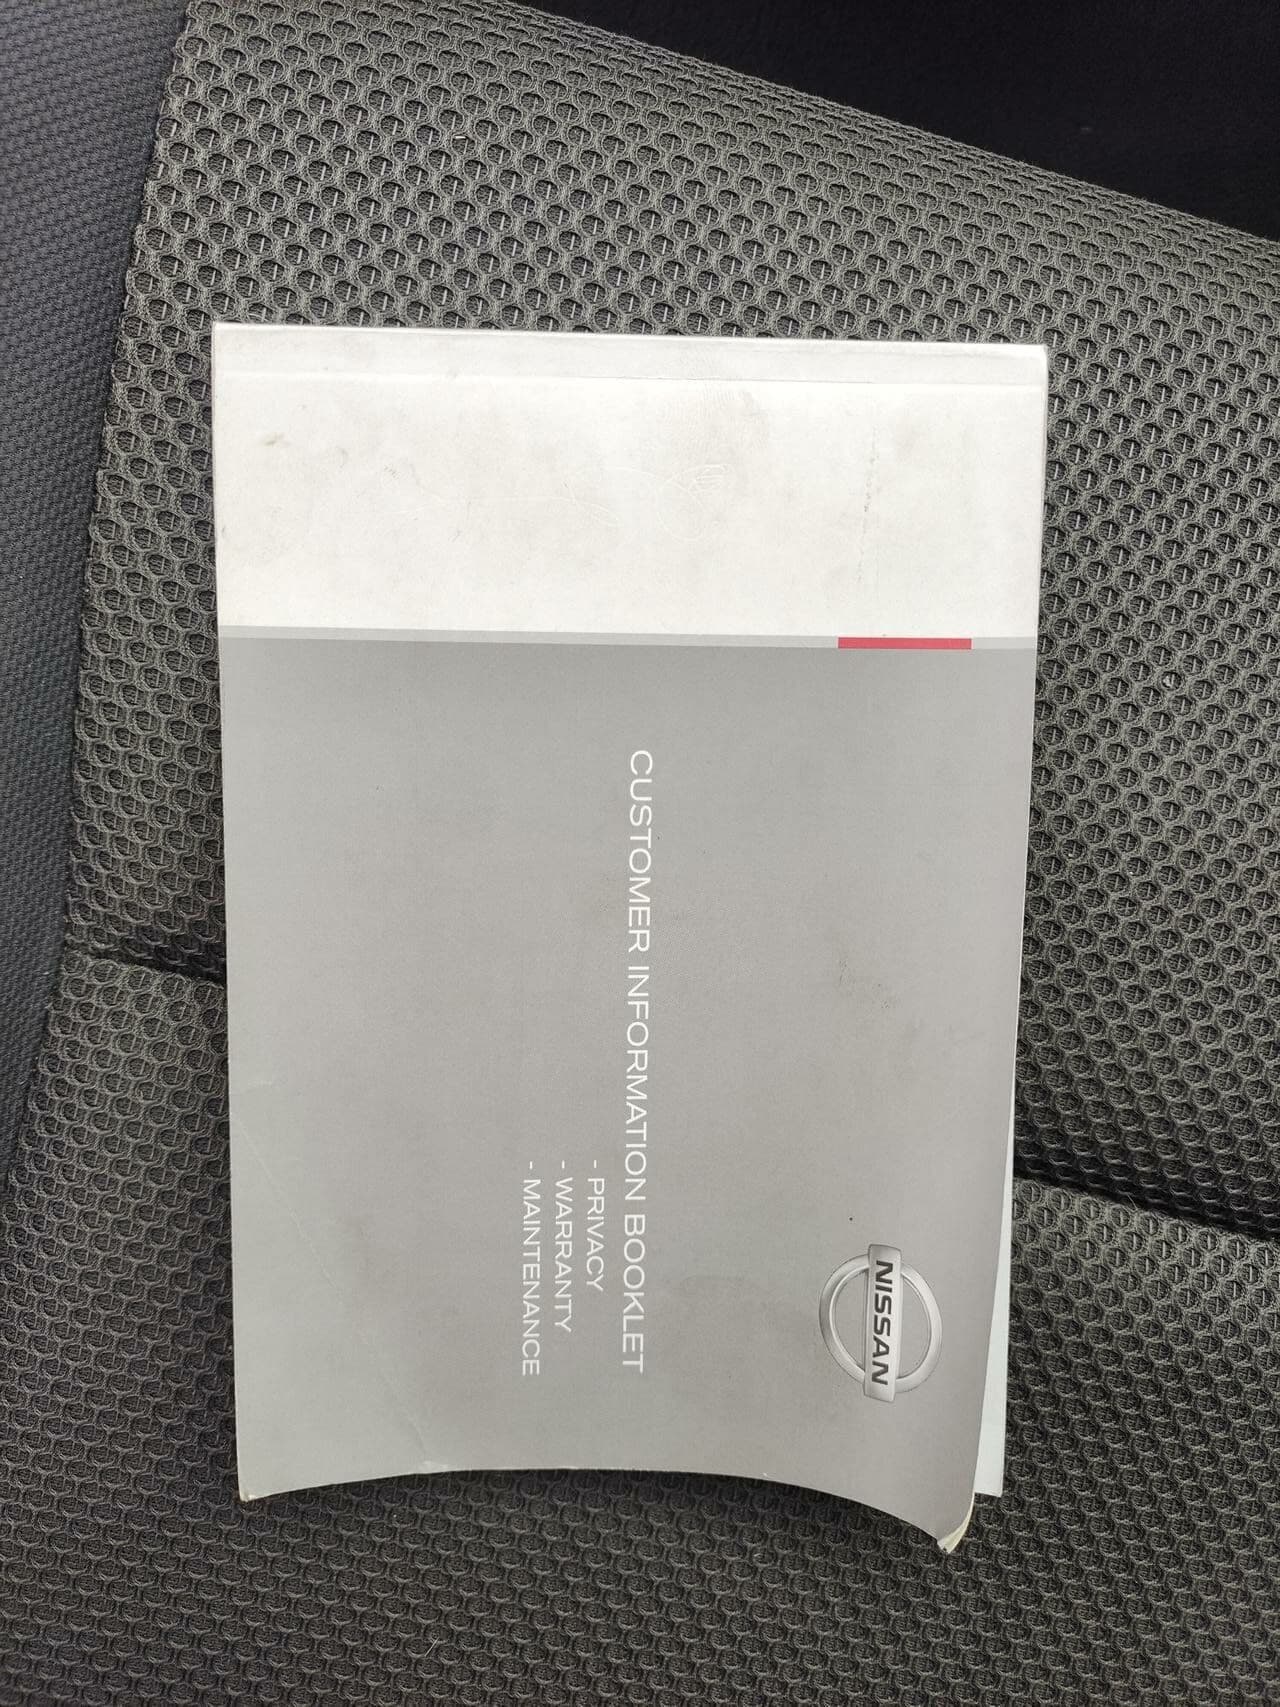 NISSAN
CUSTOMER INFORMATION BOOKLET
- PRIVACY
- WARRANTY
- MAINTENANCE